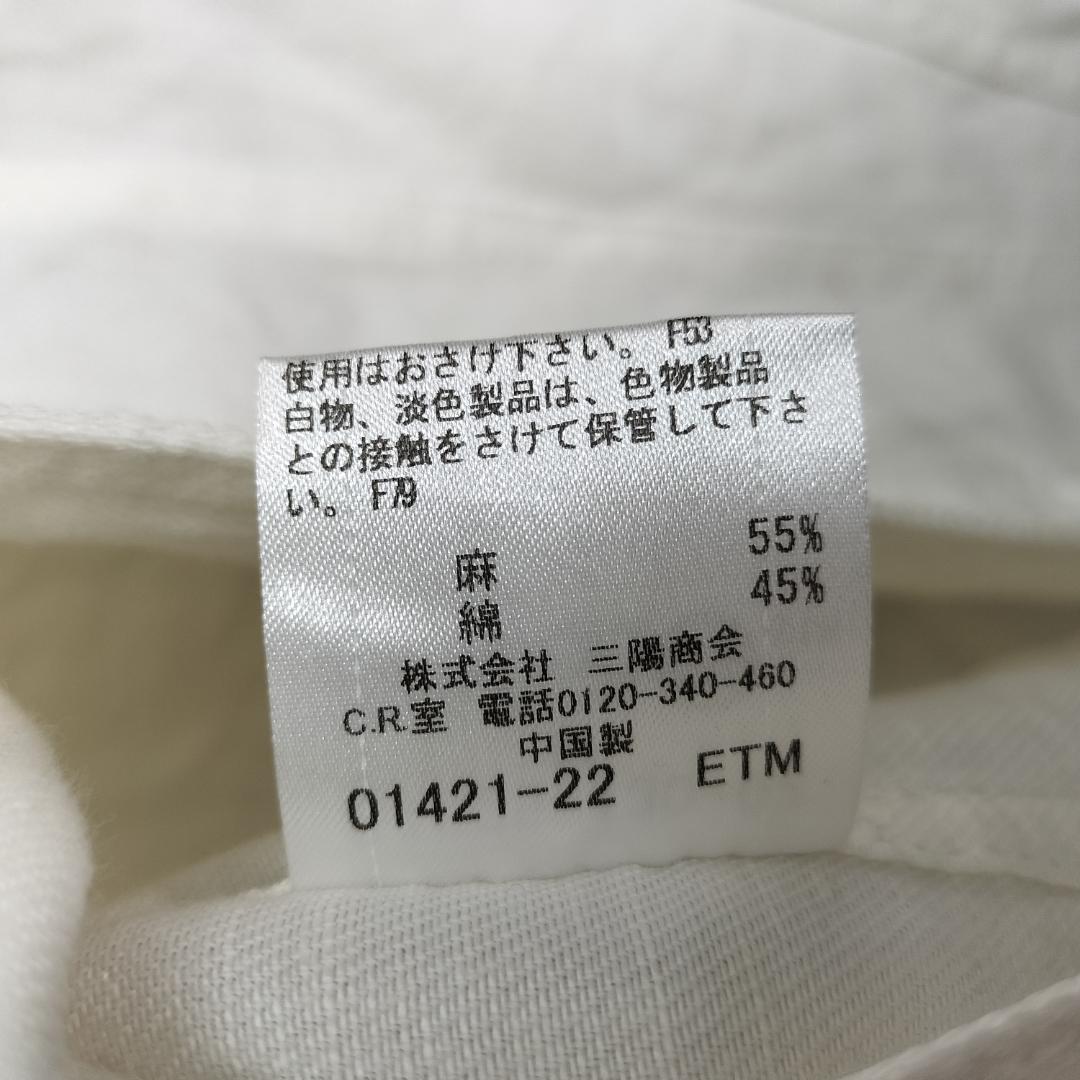 使用はおさけ下さい。 F53
白物、淡色製品は、色物製品
との接触をさけて保管して下さ
い。 F79
麻 55%
綿 45%
株式会社 三陽商会
C.R.室 電話0120-340-460
中国製
01421-22 ETM